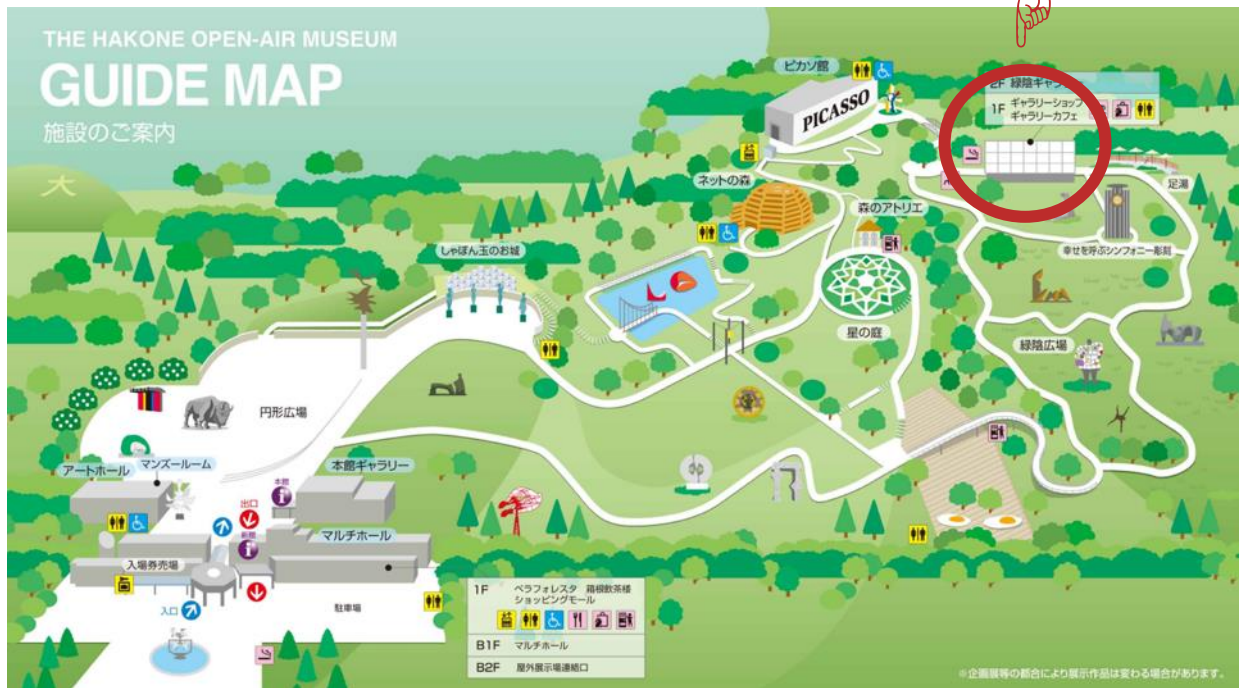 THE HAKONE OPEN-AIR MUSEUM
GUIDE MAP
施設のご案内
大
ピカソ館
PICASSO
2F 緑陰ギャラ
1F ギャラリーショップ
ギャラリーカフェ
足湯
ネットの森
森のアトリエ
幸せを呼ぶシンフォニー彫刻
しゃぼん玉のお城
星の庭
緑陰広場
円形広場
アートホール
マンズールーム
本館ギャラリー
本館
出口
新館
マルチホール
入場券売場
入口
駐車場
1F ベラフォレスタ 箱根飲茶楼
ショッピングモール
B1F マルチホール
B2F 屋外展示場連絡口
※企画展等の都合により展示作品は変わる場合があります。